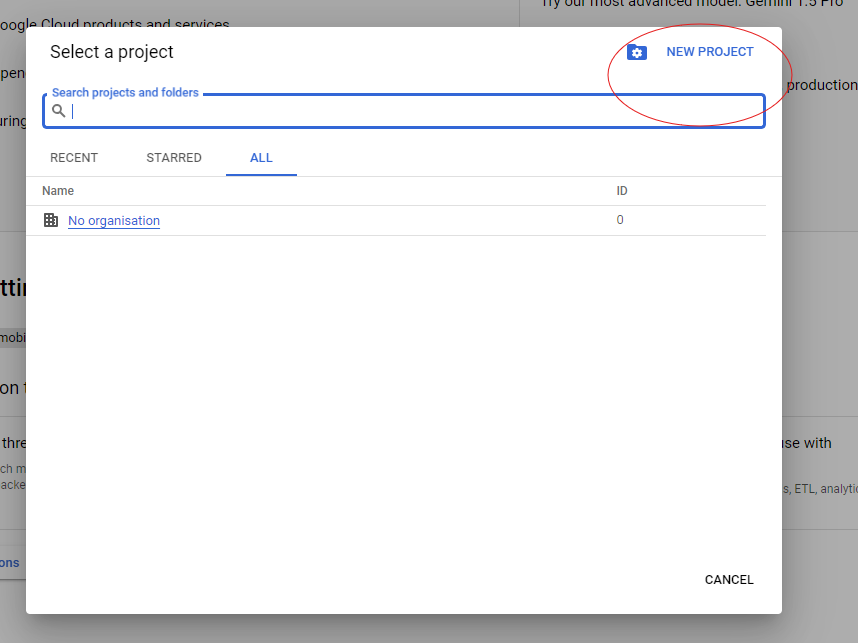 oogle Cloud products and services
Try our most advanced model: Gemini 1.5 Pro
Select a project
NEW PROJECT
pen
production
Search projects and folders
uring
RECENT STARRED ALL
Name ID
No organisation 0
ttin
mobi
on t
three
use with
ch m
acke
s, ETL, analytic
ons
CANCEL